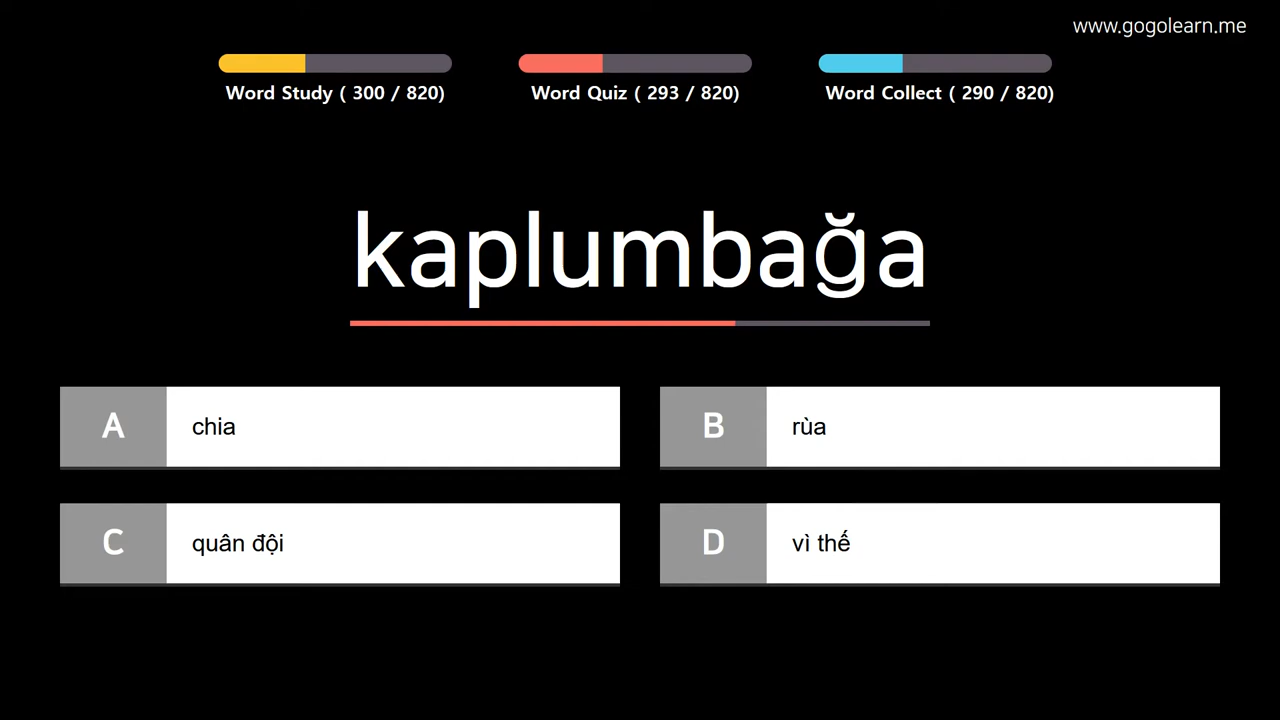 www.gogolearn.me
Word Study ( 300 / 820)
Word Quiz ( 293 / 820)
Word Collect ( 290 / 820)
kaplumbağa
A chia
B rùa
C quân đội
D vì thế